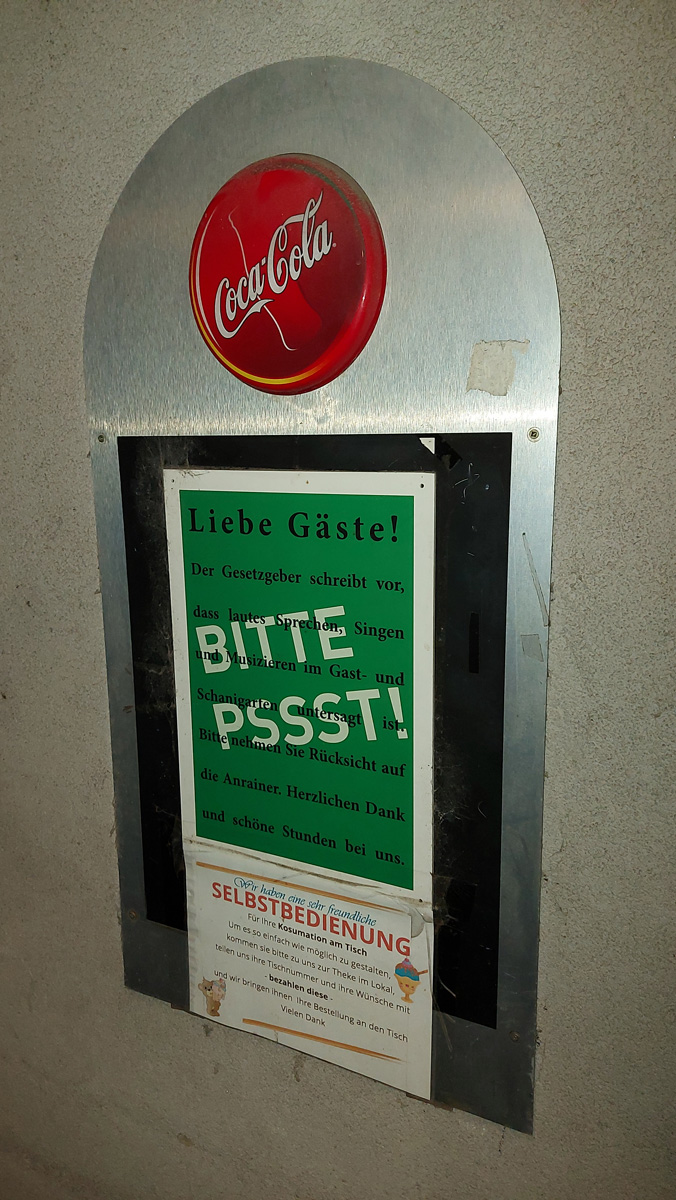 Coca-Cola
Liebe Gäste!
Der Gesetzgeber schreibt vor,
dass lautes Sprechen, Singen
BITTE
und Musizieren im Gast- und
Schanigarten untersagt ist.
PSSST!
Bitte nehmen Sie Rücksicht auf
die Anrainer. Herzlichen Dank
und schöne Stunden bei uns.
Wir haben eine sehr freundliche
SELBSTBEDIENUNG
Für Ihre Kosumation am Tisch
Um es so einfach wie möglich zu gestalten,
kommen sie bitte zu uns zur Theke im Lokal,
teilen uns ihre Tischnummer und ihre Wünsche mit
- bezahlen diese -
und wir bringen ihnen Ihre Bestellung an den Tisch
Vielen Dank